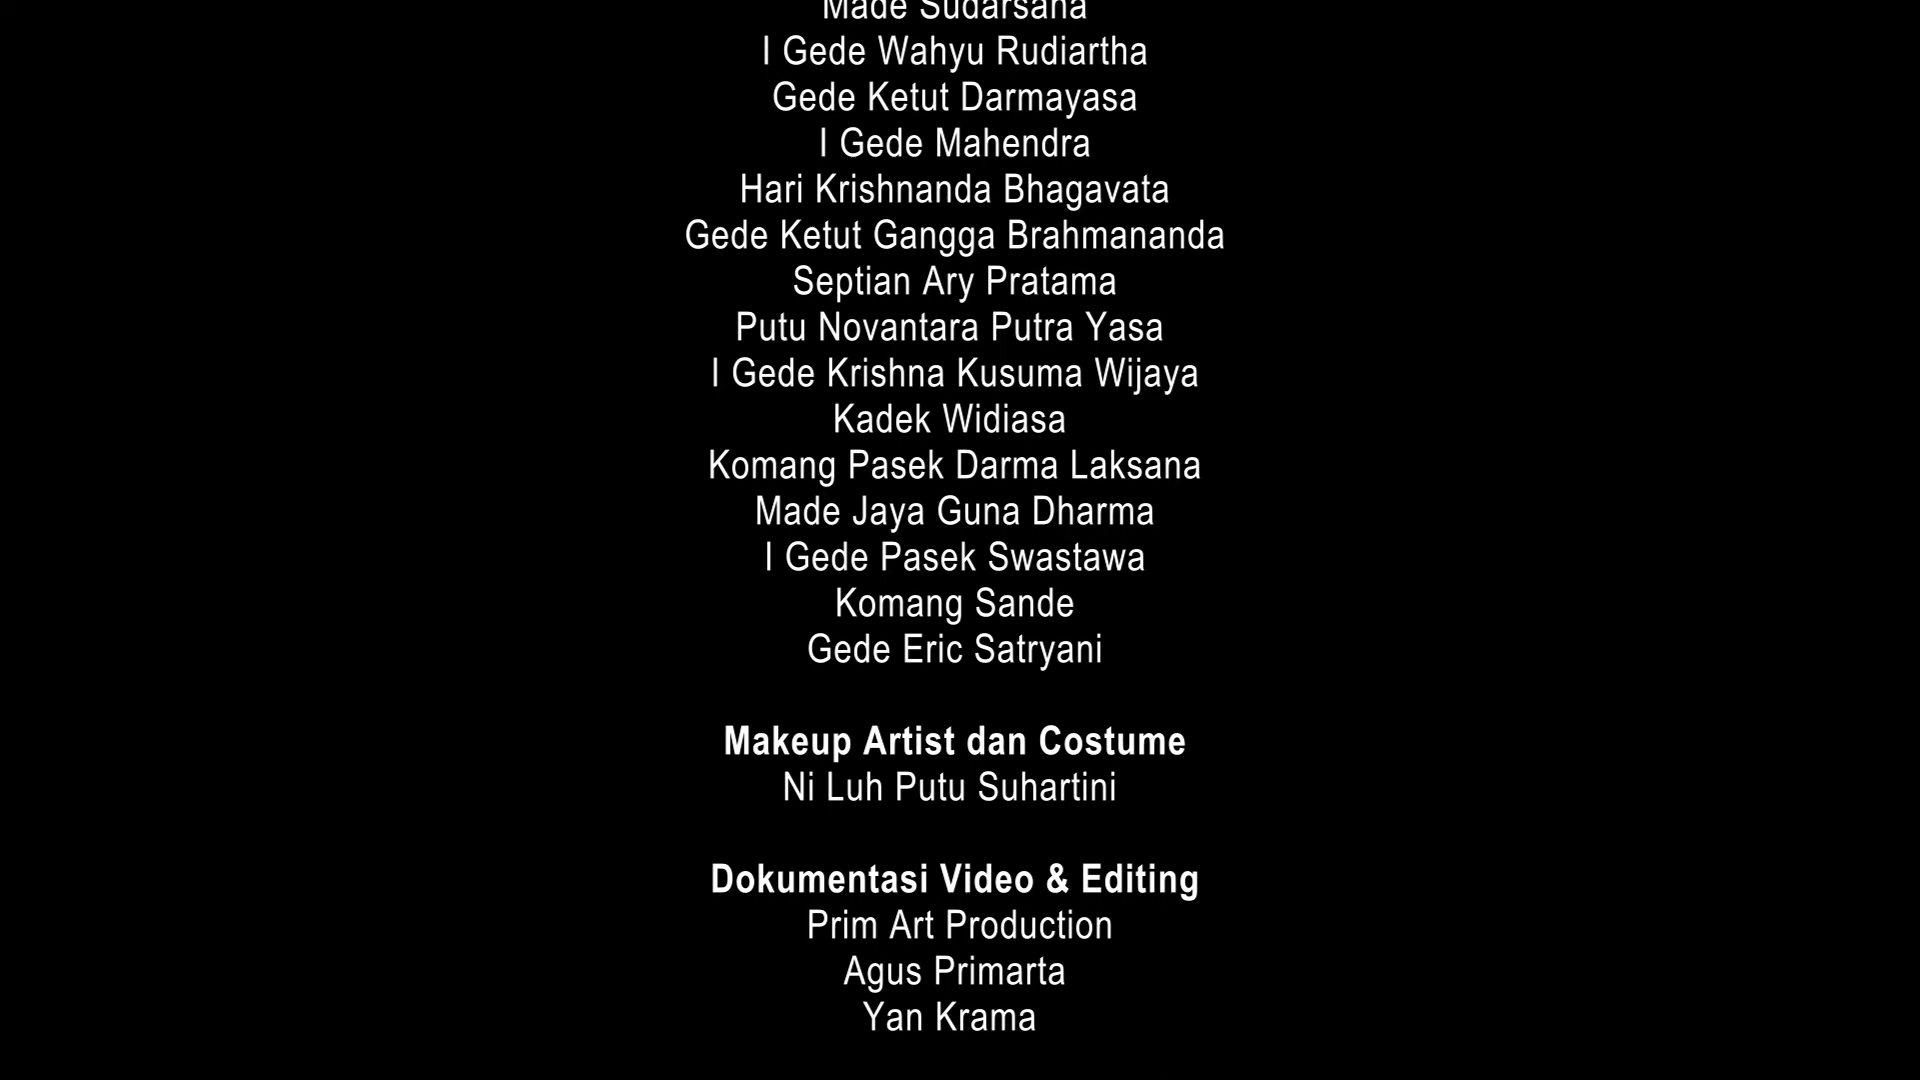 Made Sudarsana
I Gede Wahyu Rudiartha
Gede Ketut Darmayasa
I Gede Mahendra
Hari Krishnanda Bhagavata
Gede Ketut Gangga Brahmananda
Septian Ary Pratama
Putu Novantara Putra Yasa
I Gede Krishna Kusuma Wijaya
Kadek Widiasa
Komang Pasek Darma Laksana
Made Jaya Guna Dharma
I Gede Pasek Swastawa
Komang Sande
Gede Eric Satryani
Makeup Artist dan Costume
Ni Luh Putu Suhartini
Dokumentasi Video & Editing
Prim Art Production
Agus Primarta
Yan Krama